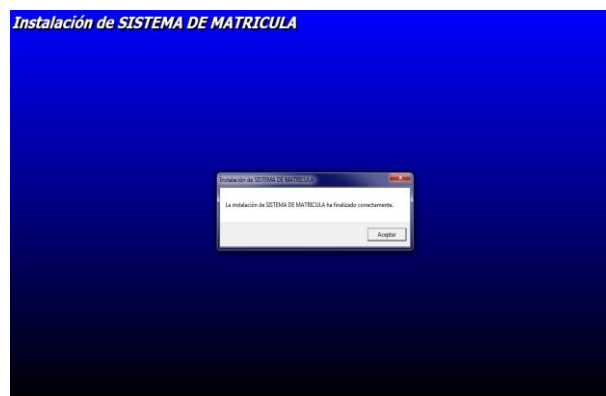 Instalación de SISTEMA DE MATRICULA
Instalación de SISTEMA DE MATRICULA
La instalación de SISTEMA DE MATRICULA ha finalizado correctamente.
Aceptar